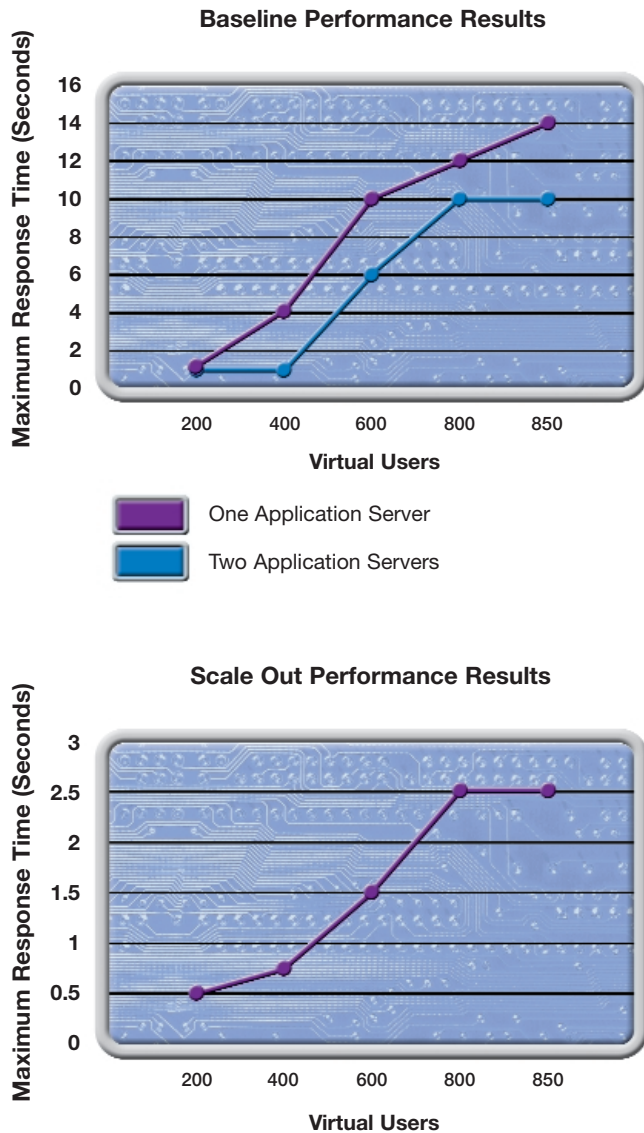 Baseline Performance Results
Maximum Response Time (Seconds)
16
14
12
10
8
6
4
2
0
200 400 600 800 850
Virtual Users
One Application Server
Two Application Servers
Scale Out Performance Results
Maximum Response Time (Seconds)
3
2.5
2
1.5
1
0.5
0
200 400 600 800 850
Virtual Users